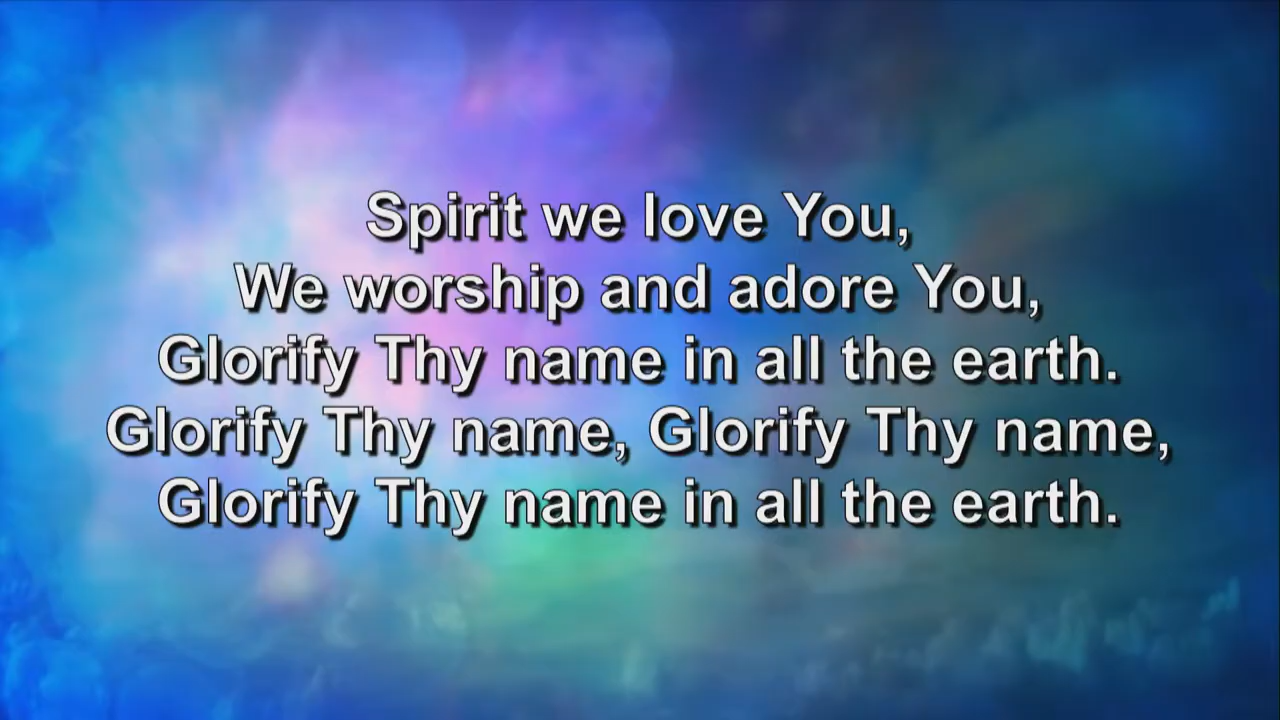 Spirit we love You,
We worship and adore You,
Glorify Thy name in all the earth.
Glorify Thy name, Glorify Thy name,
Glorify Thy name in all the earth.